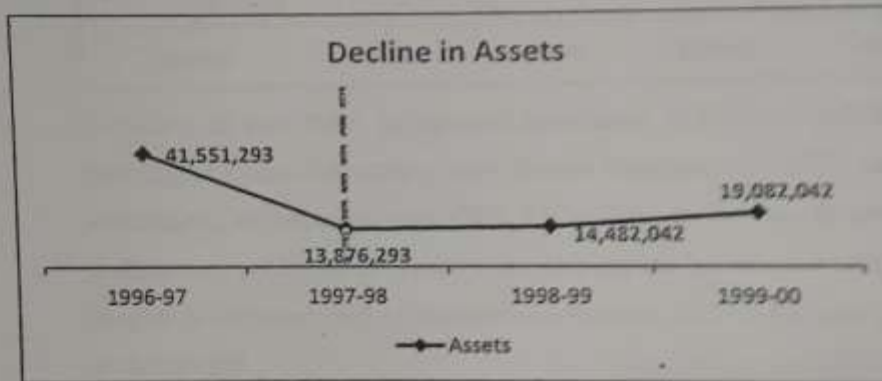 Decline in Assets
41,551,293
13,876,293
14,482,042
19,082,042
1996-97 1997-98 1998-99 1999-00
Assets